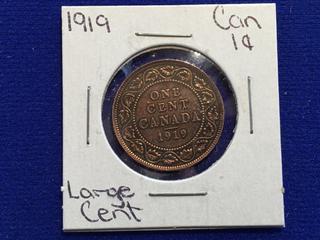 1919
Can
1¢
ONE
CENT
CANADA
1919
Large
Cent